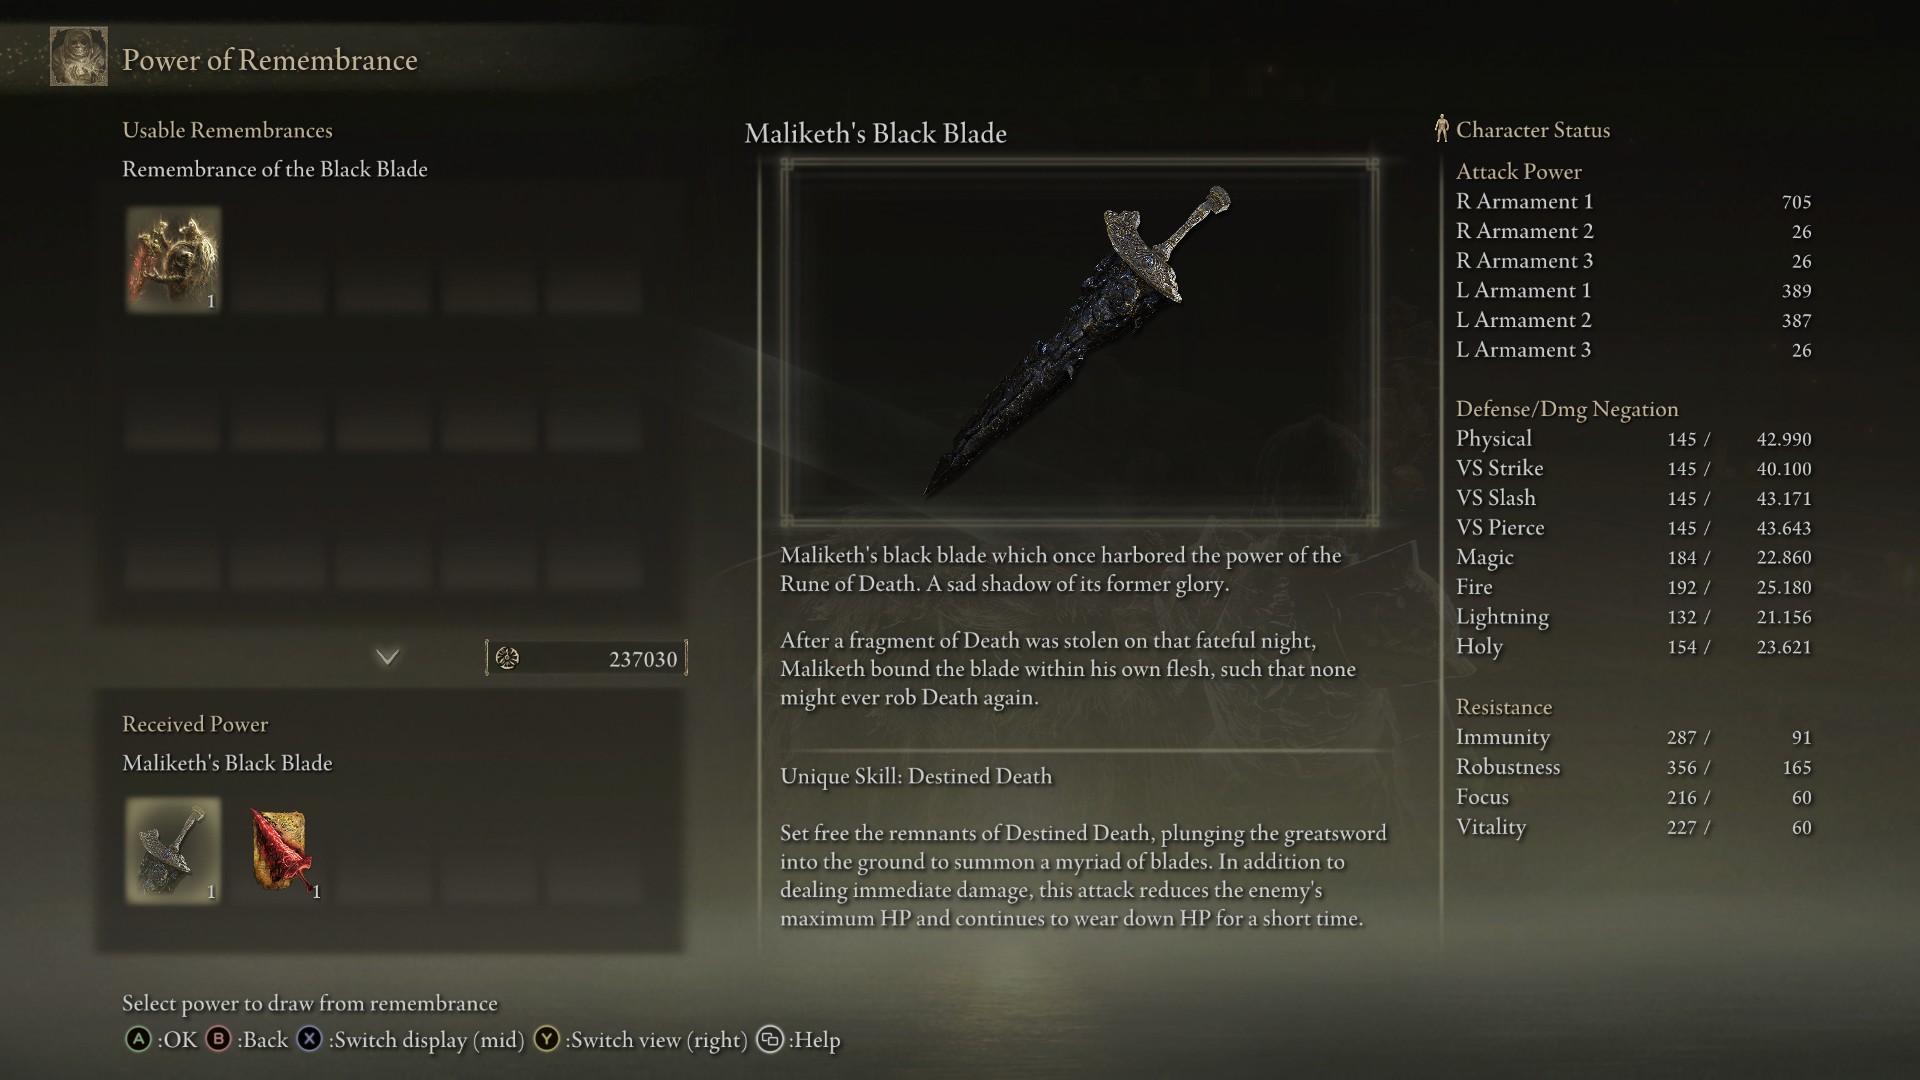 Power of Remembrance
Usable Remembrances
Remembrance of the Black Blade
1
237030
Received Power
Maliketh's Black Blade
1
1
Maliketh's Black Blade
Maliketh's black blade which once harbored the power of the
Rune of Death. A sad shadow of its former glory.
After a fragment of Death was stolen on that fateful night,
Maliketh bound the blade within his own flesh, such that none
might ever rob Death again.
Unique Skill: Destined Death
Set free the remnants of Destined Death, plunging the greatsword
into the ground to summon a myriad of blades. In addition to
dealing immediate damage, this attack reduces the enemy's
maximum HP and continues to wear down HP for a short time.
Character Status
Attack Power
R Armament 1 705
R Armament 2 26
R Armament 3 26
L Armament 1 389
L Armament 2 387
L Armament 3 26
Defense/Dmg Negation
Physical 145 / 42.990
VS Strike 145 / 40.100
VS Slash 145 / 43.171
VS Pierce 145 / 43.643
Magic 184 / 22.860
Fire 192 / 25.180
Lightning 132 / 21.156
Holy 154 / 23.621
Resistance
Immunity 287 / 91
Robustness 356 / 165
Focus 216 / 60
Vitality 227 / 60
Select power to draw from remembrance
A :OK B :Back X :Switch display (mid) Y :Switch view (right) :Help